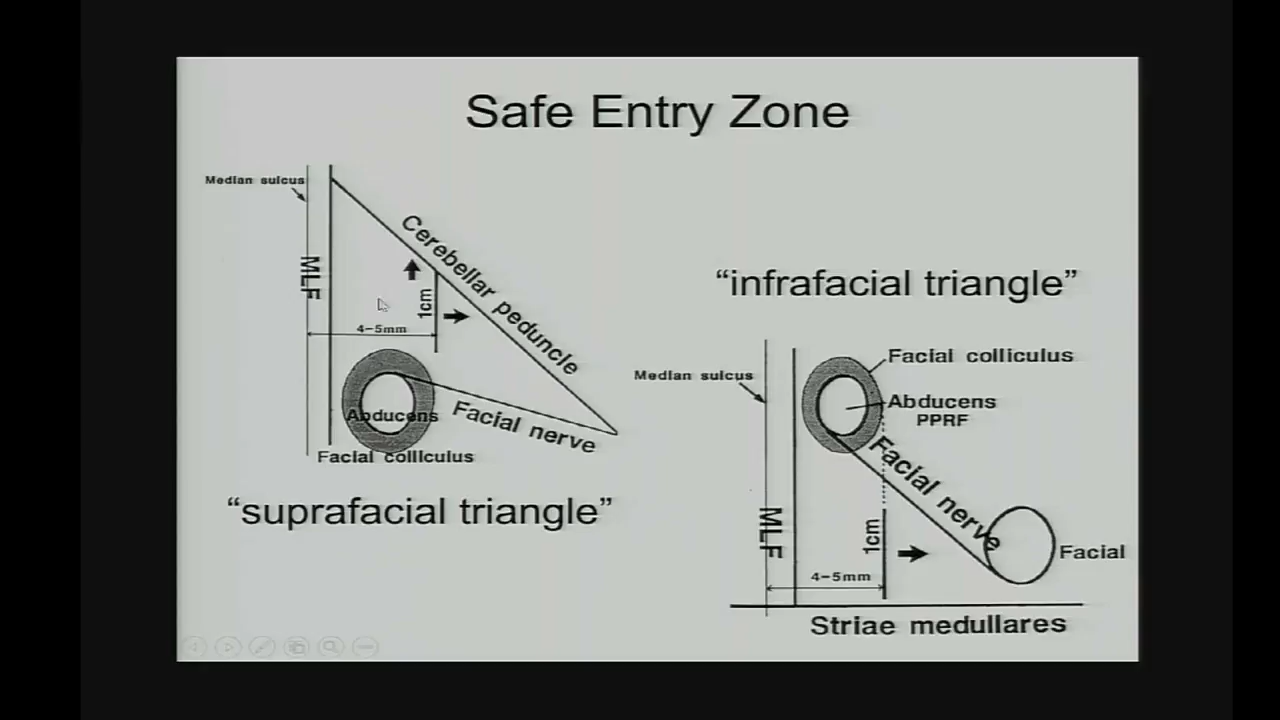 Safe Entry Zone
Median sulcus
MLF
Cerebellar peduncle
1cm
4-5mm
Abducens
Facial nerve
Facial colliculus
“suprafacial triangle”
“infrafacial triangle”
Median sulcus
Facial colliculus
Abducens
PPRF
Facial nerve
MLF
1cm
Facial
4-5mm
Striae medullares